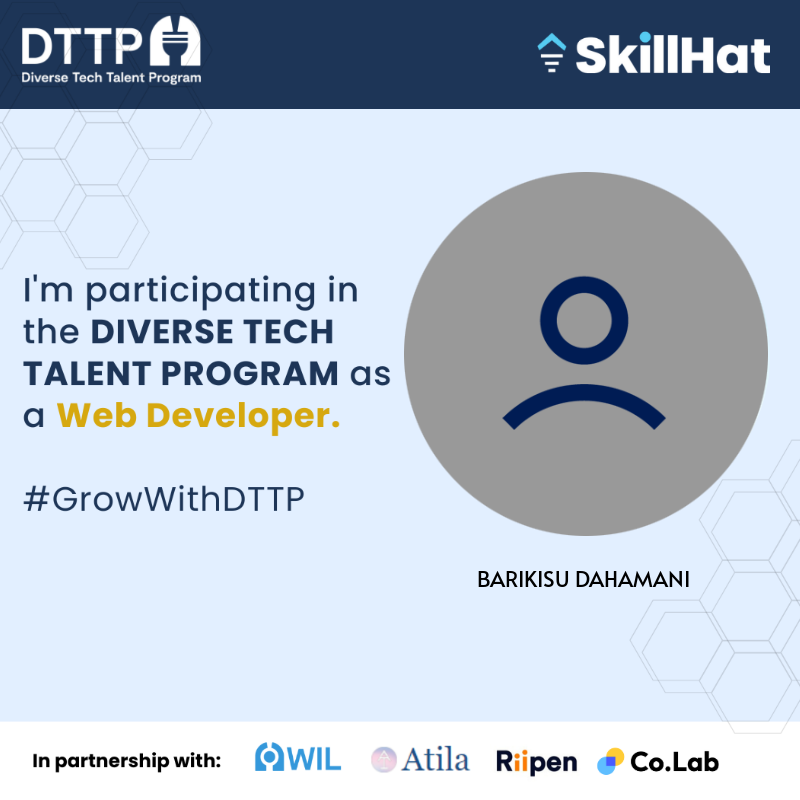 DTTP
Diverse Tech Talent Program
SkillHat
I'm participating in
the DIVERSE TECH
TALENT PROGRAM as
a Web Developer.
#GrowWithDTTP
BARIKISU DAHAMANI
In partnership with: WIL Atila Riipen Co.Lab